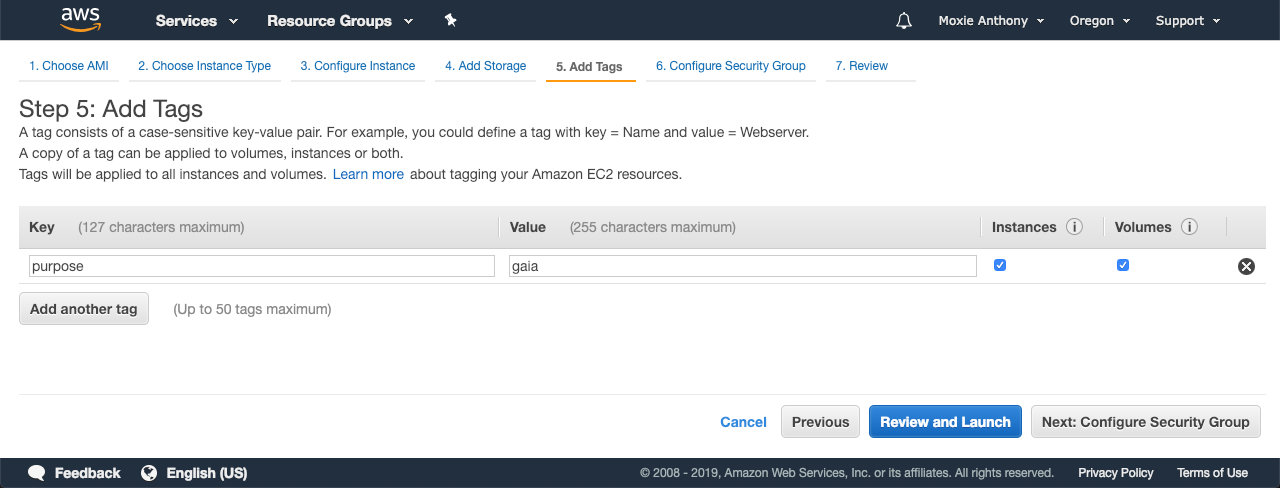 aws Services Resource Groups Moxie Anthony Oregon Support
1. Choose AMI 2. Choose Instance Type 3. Configure Instance 4. Add Storage 5. Add Tags 6. Configure Security Group 7. Review
Step 5: Add Tags
A tag consists of a case-sensitive key-value pair. For example, you could define a tag with key = Name and value = Webserver.
A copy of a tag can be applied to volumes, instances or both.
Tags will be applied to all instances and volumes. Learn more about tagging your Amazon EC2 resources.
Key (127 characters maximum) Value (255 characters maximum) Instances i Volumes i
purpose gaia
Add another tag (Up to 50 tags maximum)
Cancel Previous Review and Launch Next: Configure Security Group
Feedback English (US) © 2008 - 2019, Amazon Web Services, Inc. or its affiliates. All rights reserved. Privacy Policy Terms of Use